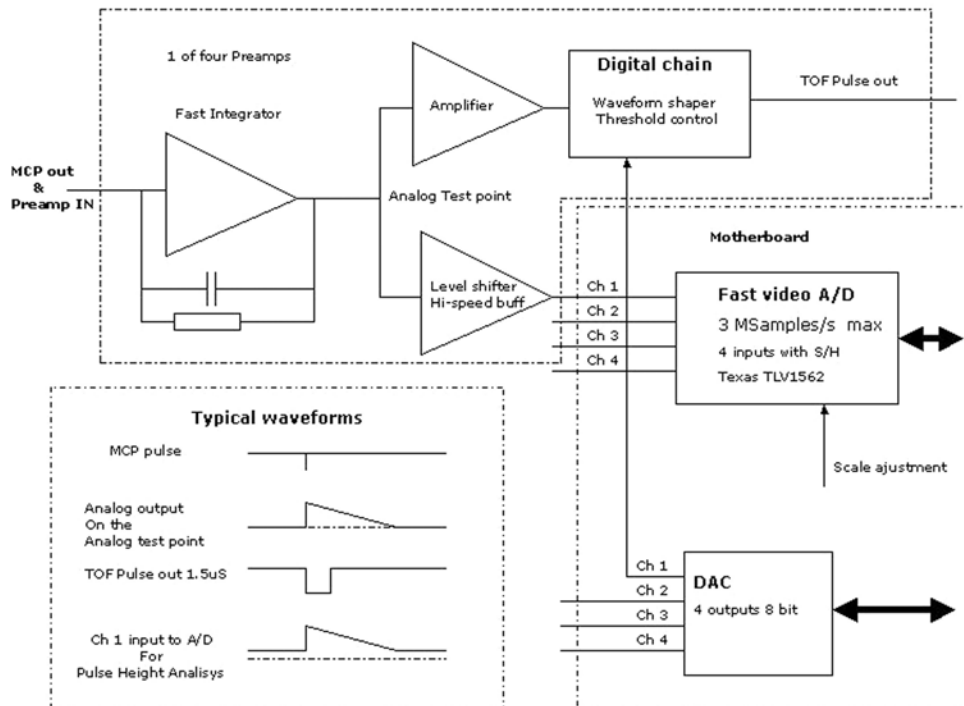 1 of four Preamps
Fast Integrator
MCP out
&
Preamp IN
Amplifier
Digital chain
Waveform shaper
Threshold control
TOF Pulse out
Analog Test point
Level shifter
Hi-speed buff
Motherboard
Ch 1
Ch 2
Ch 3
Ch 4
Fast video A/D
3 MSamples/s max
4 inputs with S/H
Texas TLV1562
Scale ajustment
Typical waveforms
MCP pulse
Analog output
On the
Analog test point
TOF Pulse out 1.5uS
Ch 1 input to A/D
For
Pulse Height Analisys
Ch 1
Ch 2
Ch 3
Ch 4
DAC
4 outputs 8 bit